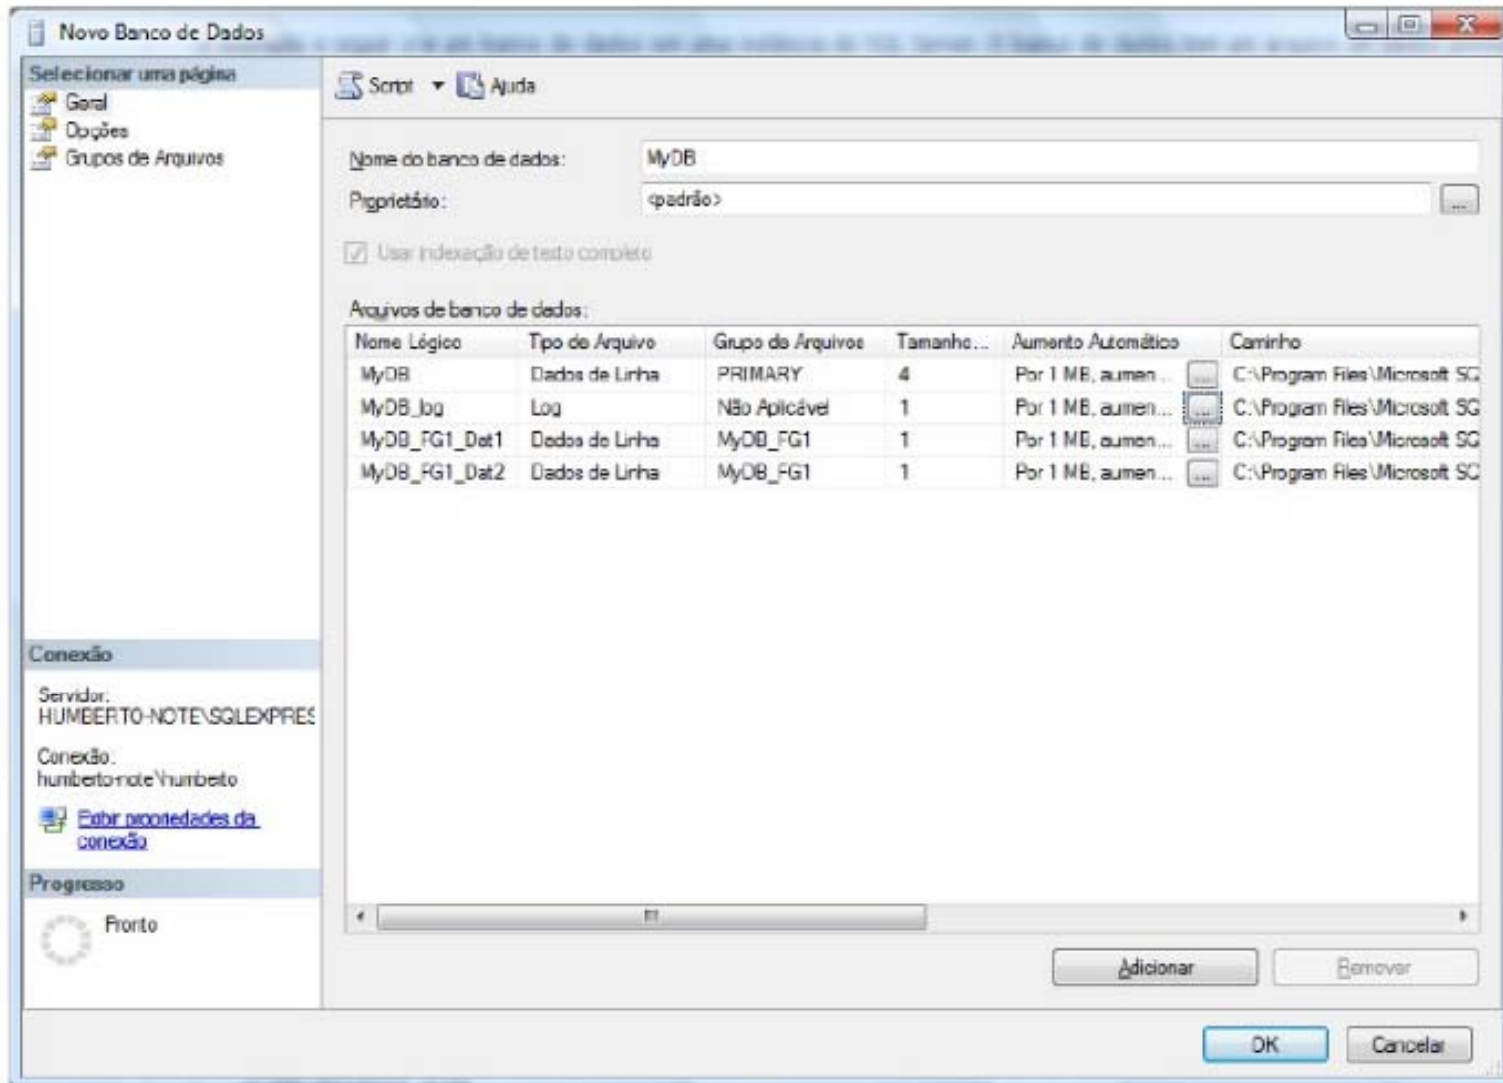 Novo Banco de Dados
Selecionar uma página
Geral
Opções
Grupos de Arquivos
Script Ajuda
Nome do banco de dados: MyDB
Proprietário: <padrão> ...
Usar indexação de texto completo
Arquivos de banco de dados:
Nome Lógico Tipo de Arquivo Grupo de Arquivos Tamanho... Aumento Automático Caminho
MyDB Dados de Linha PRIMARY 4 Por 1 MB, aumen... ... C:\Program Files\Microsoft SQ
MyDB_log Log Não Aplicável 1 Por 1 MB, aumen... ... C:\Program Files\Microsoft SQ
MyDB_FG1_Dat1 Dados de Linha MyDB_FG1 1 Por 1 MB, aumen... ... C:\Program Files\Microsoft SQ
MyDB_FG1_Dat2 Dados de Linha MyDB_FG1 1 Por 1 MB, aumen... ... C:\Program Files\Microsoft SQ
Conexão
Servidor:
HUMBERTO-NOTE\SQLEXPRES
Conexão:
humberto-note\humberto
Exibir propriedades da
conexão
Progresso
Pronto
Adicionar Remover
OK Cancelar